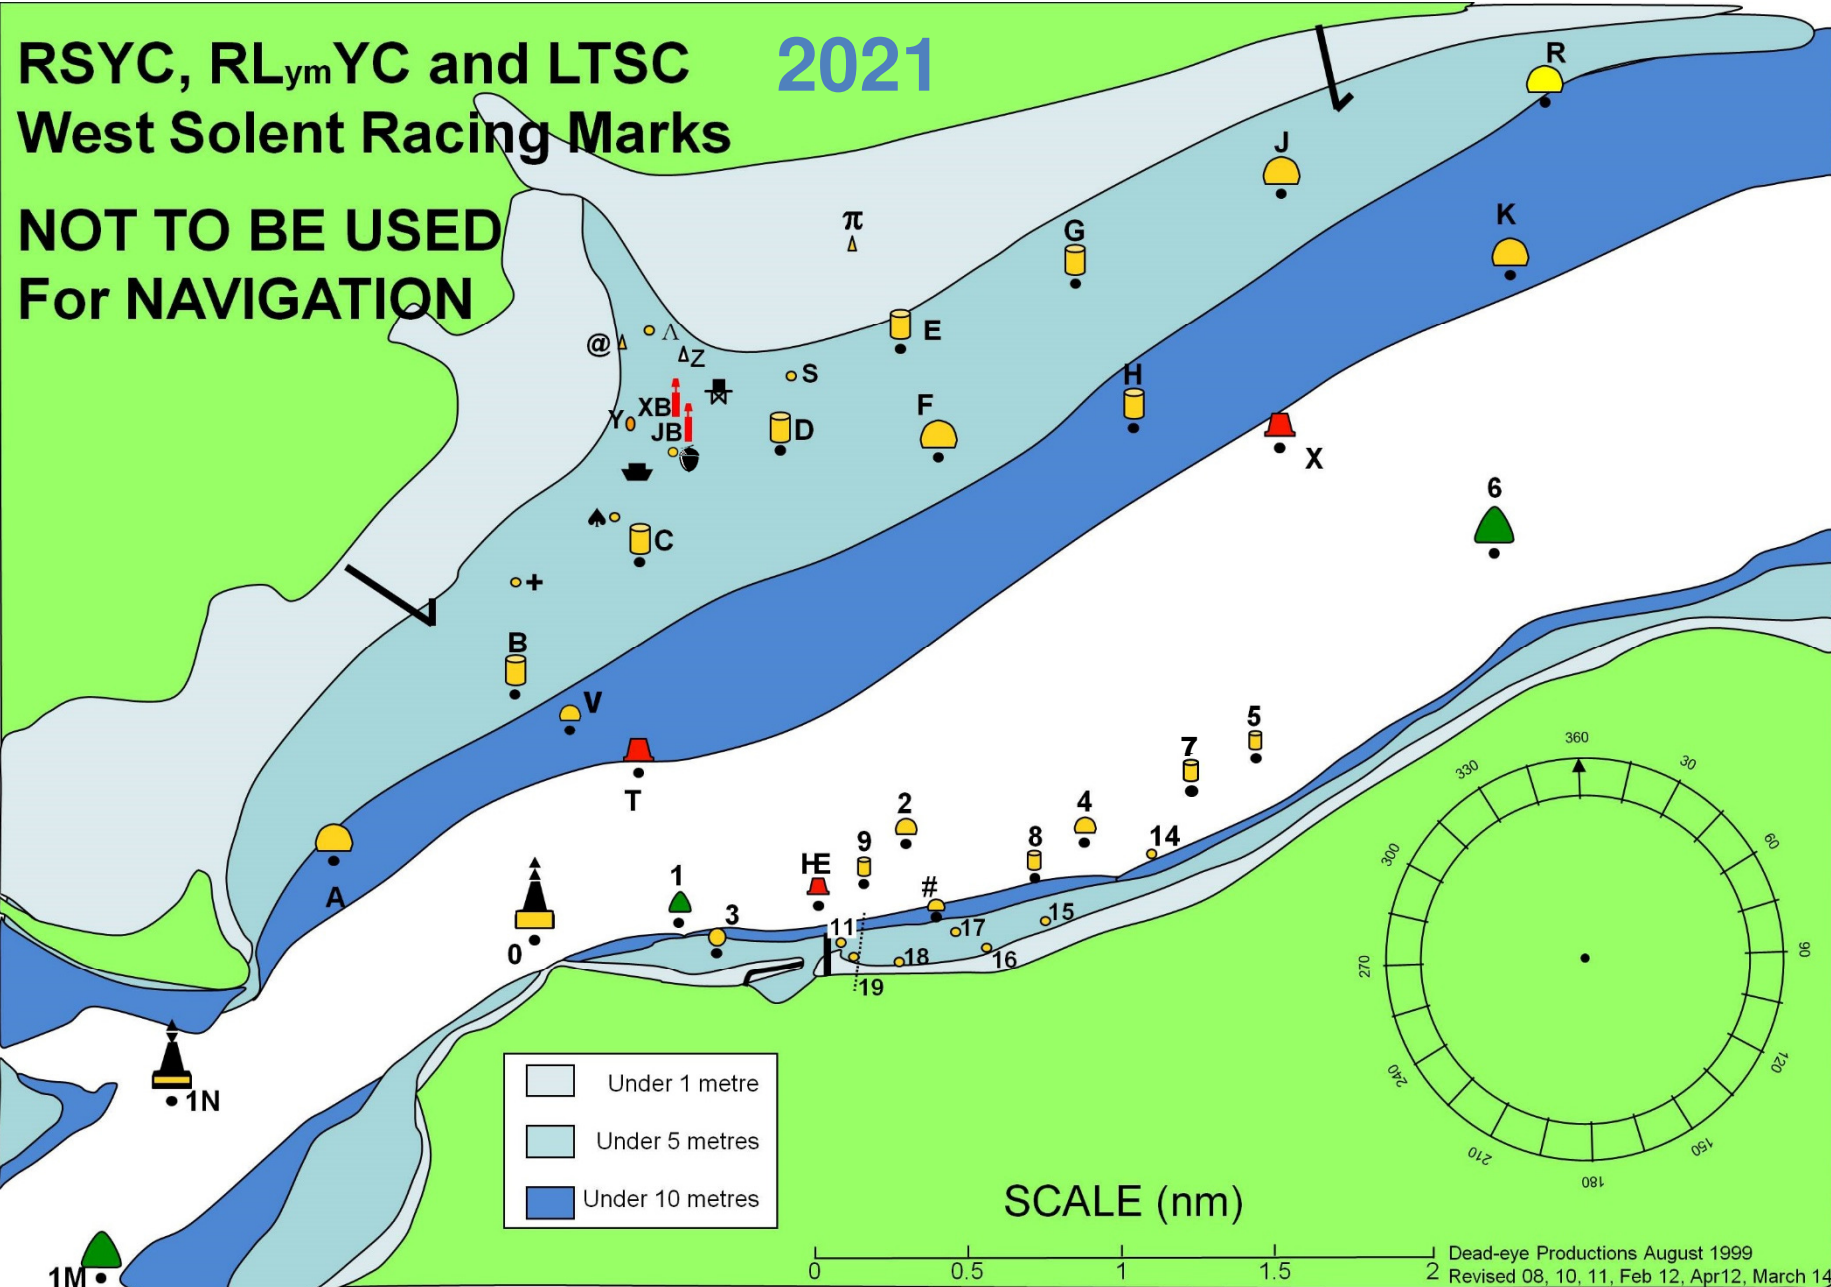 RSYC, RLymYC and LTSC
2021
West Solent Racing Marks
NOT TO BE USED
For NAVIGATION
R
J
K
π
G
E
@
Λ
Z
S
H
XB
Y
JB
D
F
X
6
♠
C
+
B
V
T
5
7
2
4
9
8
14
HE
A
1
#
3
0
11
17
15
18
16
19
1N
1M
360
30
60
90
120
150
180
210
240
270
300
330
Under 1 metre
Under 5 metres
Under 10 metres
SCALE (nm)
0 0.5 1 1.5 2
Dead-eye Productions August 1999
Revised 08, 10, 11, Feb 12, Apr12, March 14